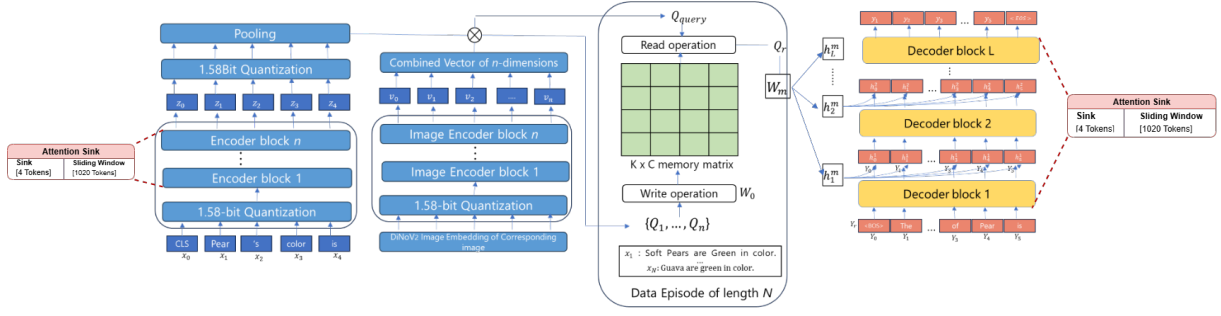 Pooling
1.58Bit Quantization
z0 z1 z2 z3 z4
Encoder block n
Encoder block 1
1.58-bit Quantization
CLS Pear 's color is
x0 x1 x2 x3 x4
Attention Sink
Sink
[4 Tokens]
Sliding Window
[1020 Tokens]
Combined Vector of n-dimensions
v0 v1 v2 ... vn
Image Encoder block n
Image Encoder block 1
1.58-bit Quantization
DiNoV2 Image Embedding of Corresponding
image
Qquery
Read operation
Qr
K x C memory matrix
Write operation
W0
{Q1, ..., Qn}
x1 : Soft Pears are Green in color.
xN: Guava are green in color.
Data Episode of length N
Wm
hLm
h2m
h1m
y1
Decoder block L
Decoder block 2
Decoder block 1
The ... of Pear is
Y0 Y1 Y3 Y4 Y5
Attention Sink
Sink
[4 Tokens]
Sliding Window
[1020 Tokens]